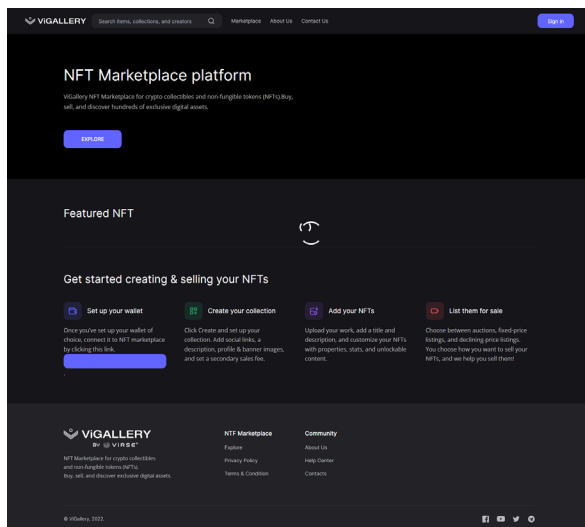 ViGALLERY
Search items, collections, and creators
Marketplace About Us Contact Us
Sign in
NFT Marketplace platform
ViGallery NFT Marketplace for crypto collectibles and non-fungible tokens (NFTs).Buy,
sell, and discover hundreds of exclusive digital assets.
EXPLORE
Featured NFT
Get started creating & selling your NFTs
Set up your wallet
Once you've set up your wallet of
choice, connect it to NFT marketplace
by clicking this link.
.
Create your collection
Click Create and set up your
collection. Add social links, a
description, profile & banner images,
and set a secondary sales fee.
Add your NFTs
Upload your work, add a title and
description, and customize your NFTs
with properties, stats, and unlockable
content.
List them for sale
Choose between auctions, fixed-price
listings, and declining-price listings.
You choose how you want to sell your
NFTs, and we help you sell them!
ViGALLERY
BY ViRSE
NFT Marketplace for crypto collectibles
and non-fungible tokens (NFTs).
Buy, sell, and discover exclusive digital assets.
NTF Marketplace
Explore
Privacy Policy
Terms & Condition
Community
About Us
Help Center
Contacts
© ViGallery, 2022.